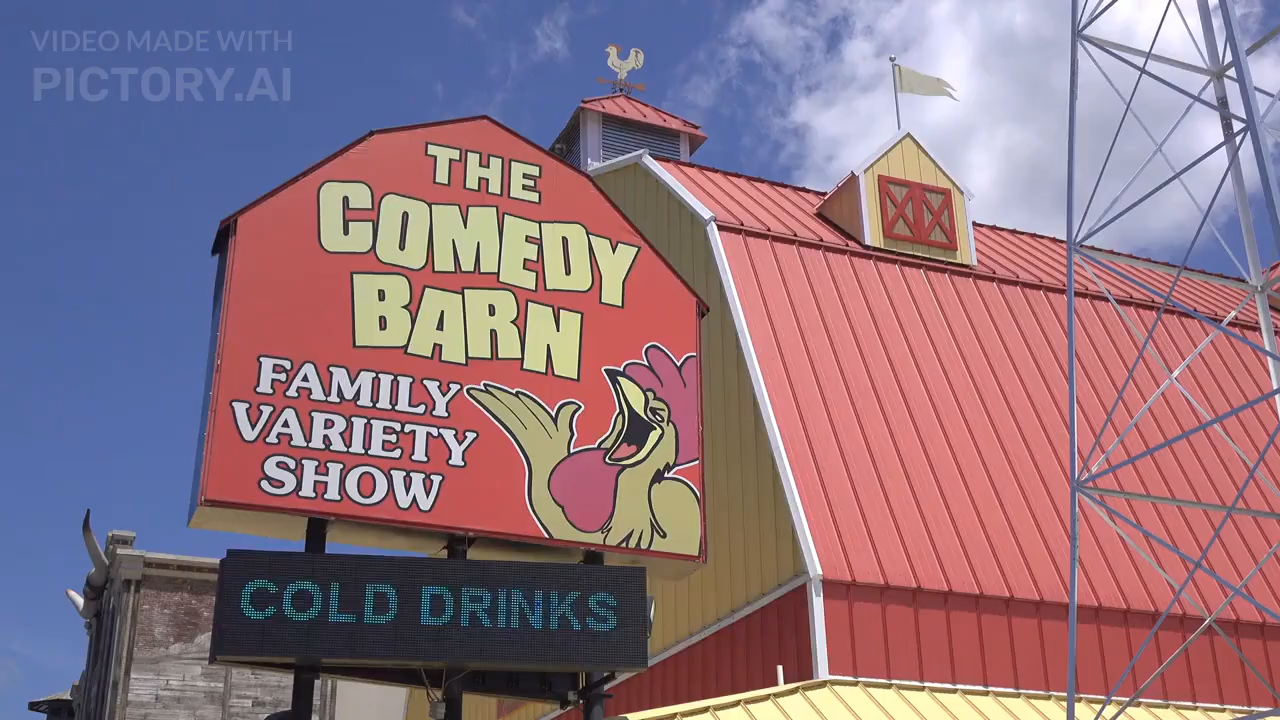 VIDEO MADE WITH
PICTORY.AI
THE
COMEDY
BARN
FAMILY
VARIETY
SHOW
COLD DRINKS